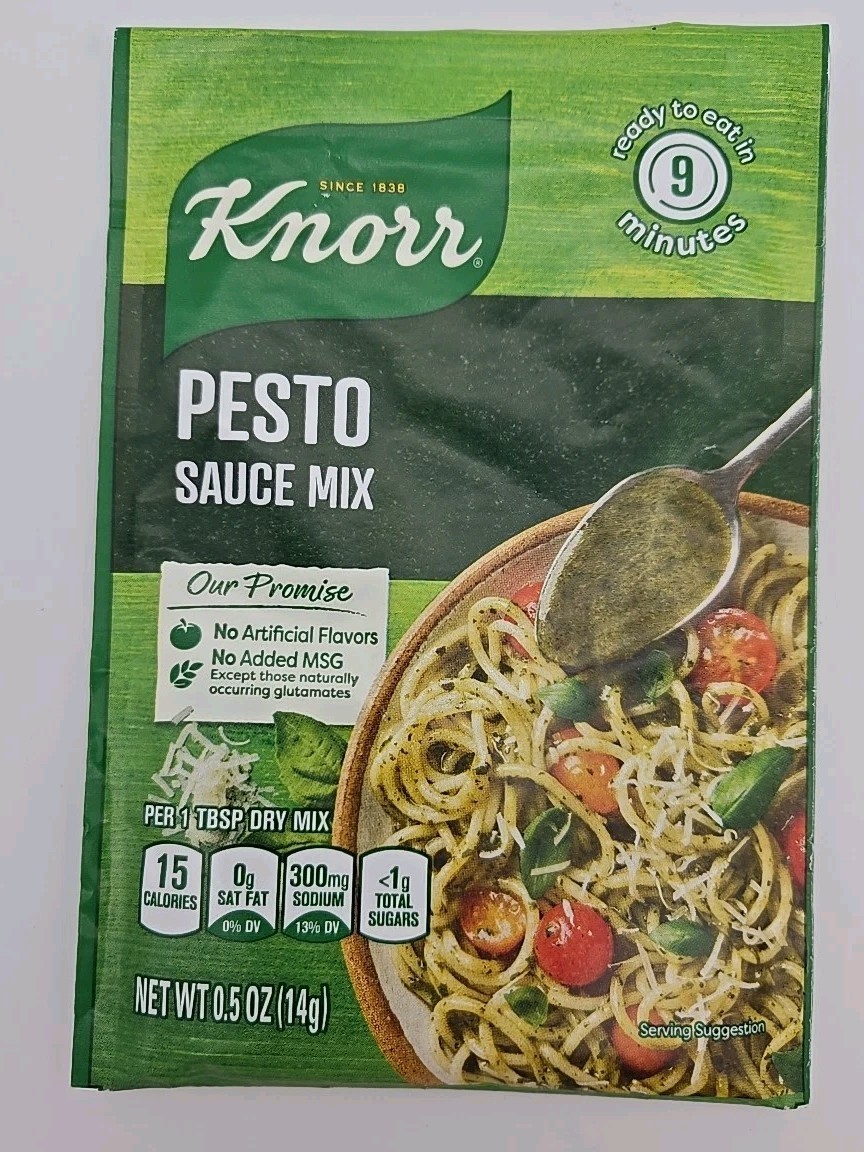 SINCE 1838
Knorr®
ready to eat in
9
minutes
PESTO
SAUCE MIX
Our Promise
No Artificial Flavors
No Added MSG
Except those naturally
occurring glutamates
PER 1 TBSP DRY MIX
15
CALORIES
0g
SAT FAT
0% DV
300mg
SODIUM
13% DV
<1g
TOTAL
SUGARS
NET WT 0.5 OZ (14g)
Serving Suggestion